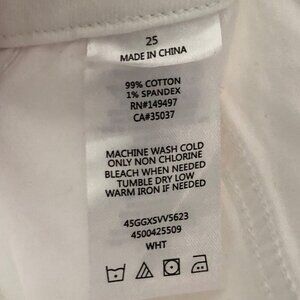 25
MADE IN CHINA
99% COTTON
1% SPANDEX
RN#149497
CA#35037
MACHINE WASH COLD
ONLY NON CHLORINE
BLEACH WHEN NEEDED
TUMBLE DRY LOW
WARM IRON IF NEEDED
45GGXSVV5623
4500425509
WHT